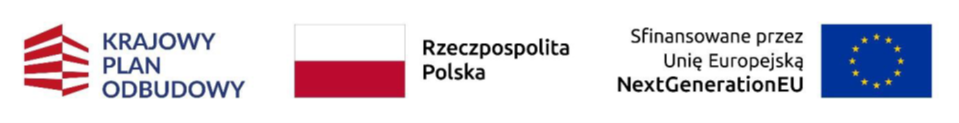 KRAJOWY
PLAN
ODBUDOWY
Rzeczpospolita
Polska
Sfinansowane przez
Unię Europejską
NextGenerationEU